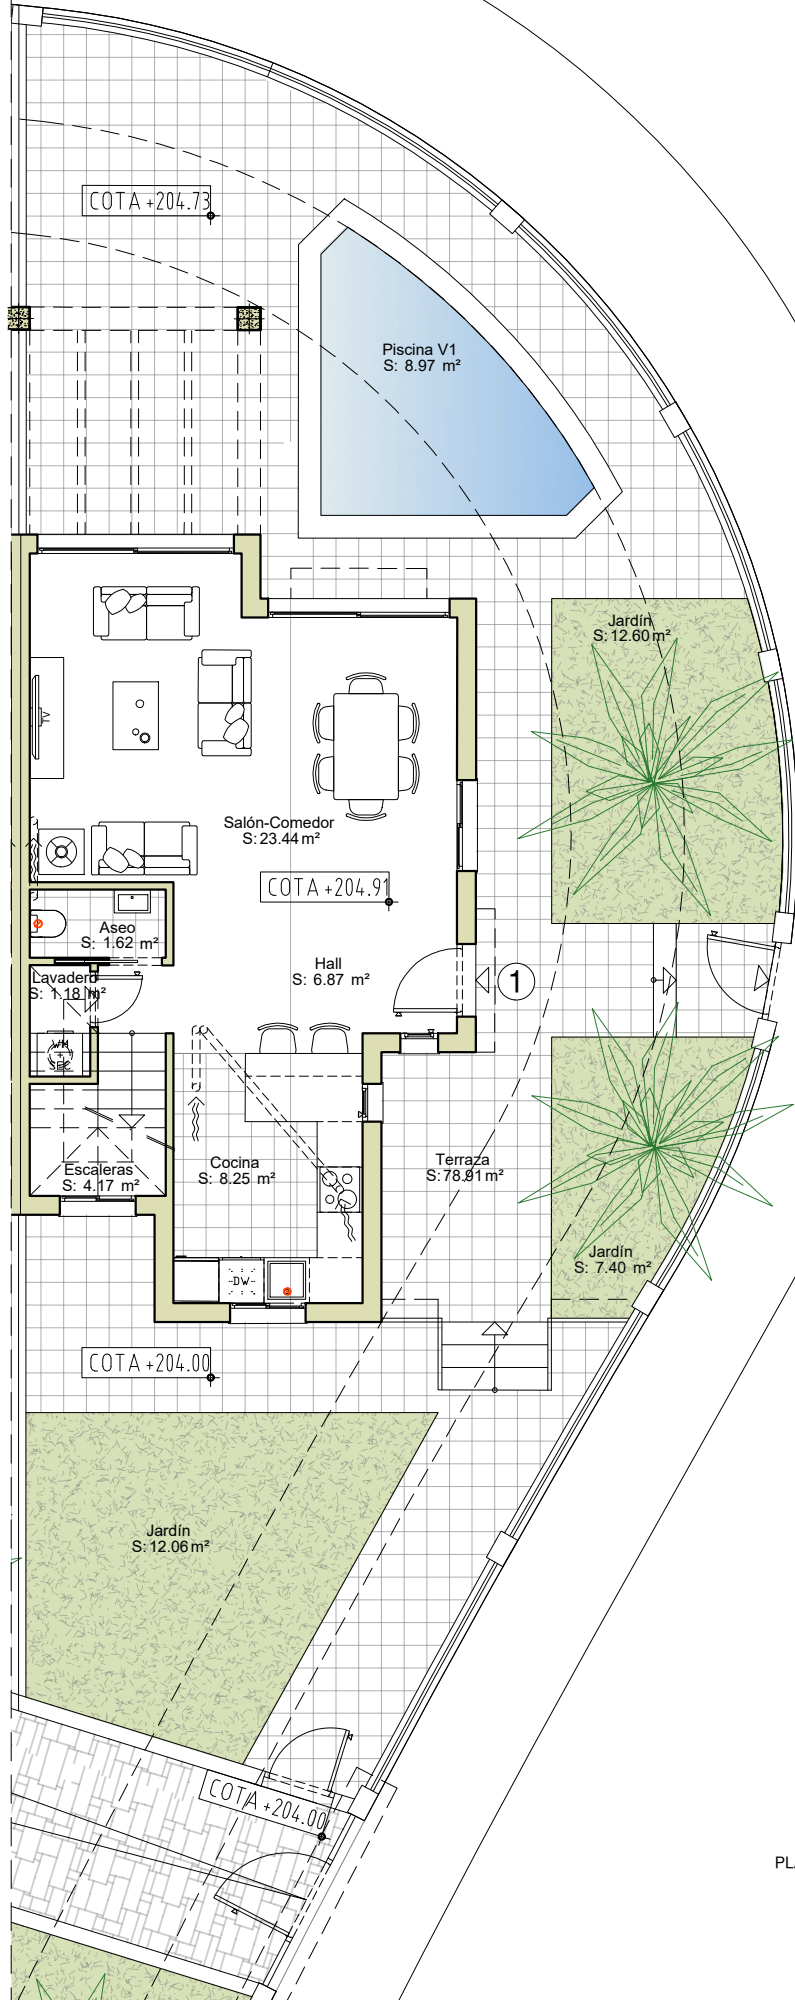 COTA +204.73
Piscina V1
S: 8.97 m²
Jardín
S: 12.60 m²
TV
Salón-Comedor
S: 23.44 m²
COTA +204.91
Aseo
S: 1.62 m²
Hall
S: 6.87 m²
1
Lavadero
S: 1.18 m²
WM
+
SEC
Escaleras
S: 4.17 m²
Cocina
S: 8.25 m²
Terraza
S: 78.91 m²
DW
Jardín
S: 7.40 m²
COTA +204.00
Jardín
S: 12.06 m²
COTA +204.00